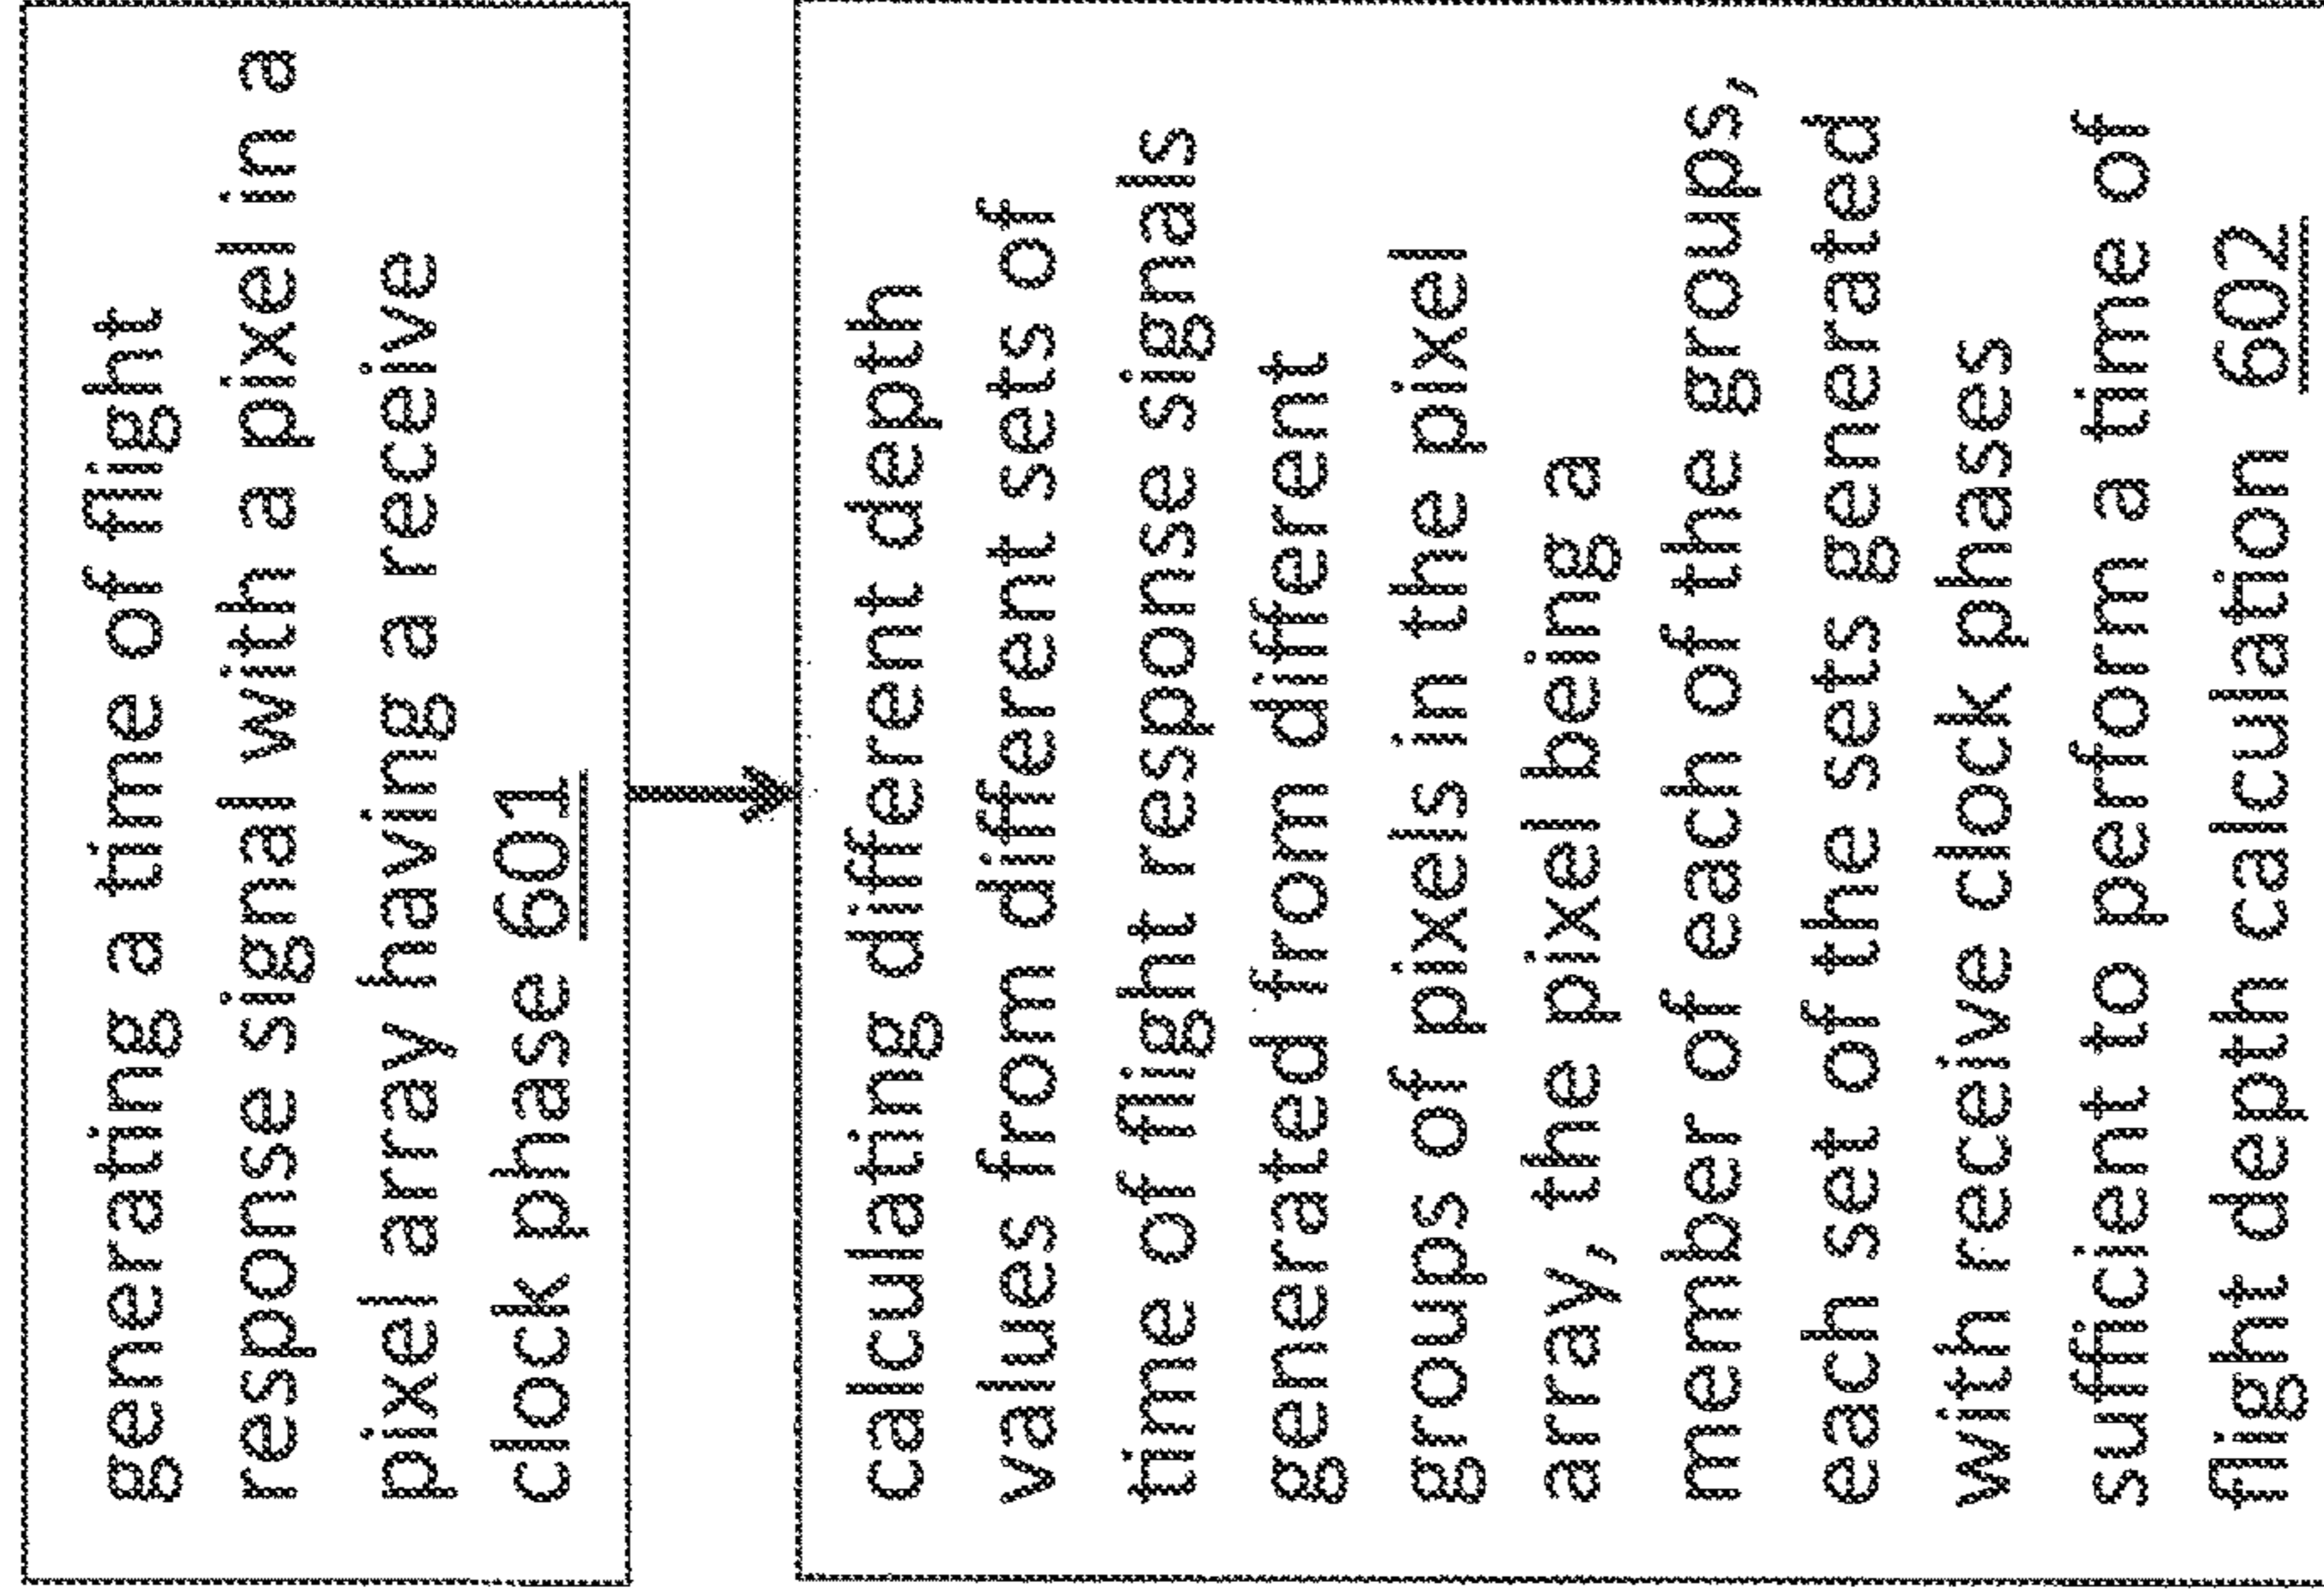 generating a time of flight
response signal with a pixel in a
pixel array having a receive
clock phase 601
calculating different depth
values from different sets of
time of flight response signals
generated from different
groups of pixels in the pixel
array, the pixel being a
member of each of the groups,
each set of the sets generated
with receive clock phases
sufficient to perform a time of
flight depth calculation 602